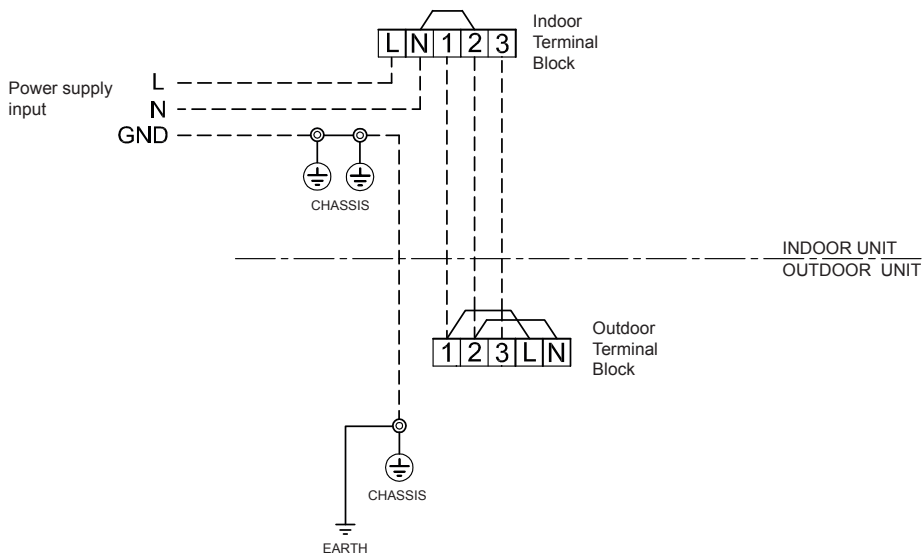 Indoor
Terminal
Block
L N 1 2 3
Power supply
input
L
N
GND
CHASSIS
INDOOR UNIT
OUTDOOR UNIT
Outdoor
Terminal
Block
1 2 3 L N
CHASSIS
EARTH